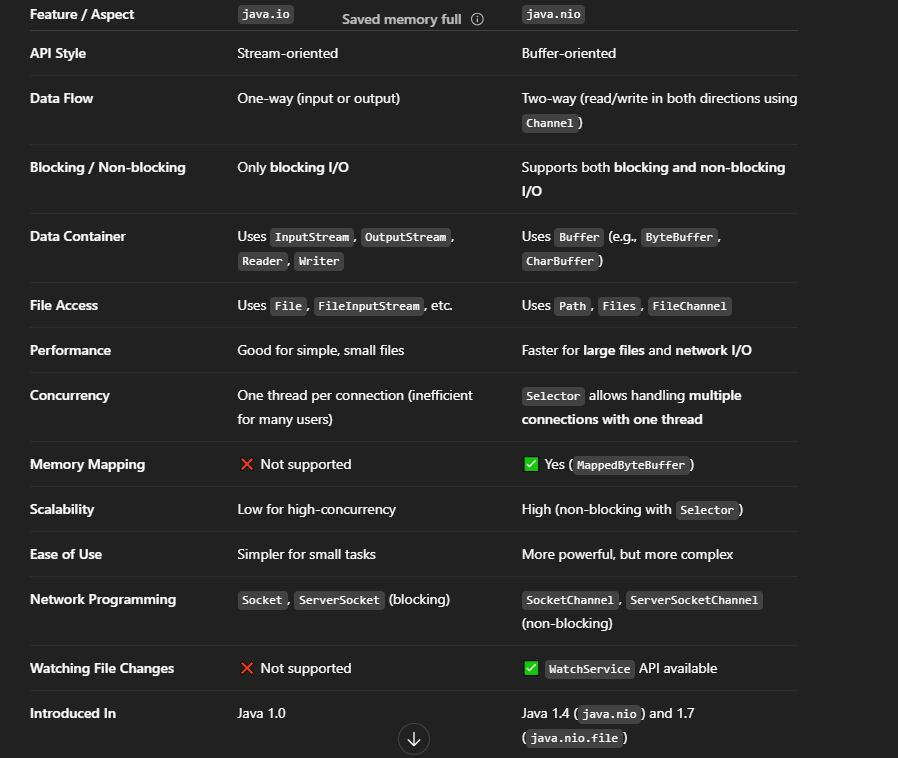 Feature / Aspect java.io Saved memory full java.nio
API Style Stream-oriented Buffer-oriented
Data Flow One-way (input or output) Two-way (read/write in both directions using
Channel)
Blocking / Non-blocking Only blocking I/O Supports both blocking and non-blocking
I/O
Data Container Uses InputStream, OutputStream, Uses Buffer (e.g., ByteBuffer,
Reader, Writer CharBuffer)
File Access Uses File, FileInputStream, etc. Uses Path, Files, FileChannel
Performance Good for simple, small files Faster for large files and network I/O
Concurrency One thread per connection (inefficient Selector allows handling multiple
for many users) connections with one thread
Memory Mapping ❌ Not supported ✅ Yes (MappedByteBuffer)
Scalability Low for high-concurrency High (non-blocking with Selector)
Ease of Use Simpler for small tasks More powerful, but more complex
Network Programming Socket, ServerSocket (blocking) SocketChannel, ServerSocketChannel
(non-blocking)
Watching File Changes ❌ Not supported ✅ WatchService API available
Introduced In Java 1.0 Java 1.4 (java.nio) and 1.7
(java.nio.file)